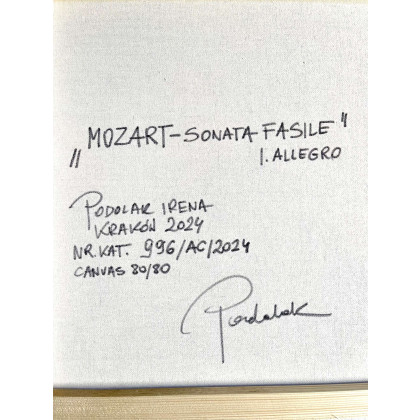 „MOZART-SONATA FASILE"
I. ALLEGRO
PODOLAK IRENA
KRAKÓW 2024
NR. KAT. 996/AC/2024
CANVAS 80/80
Podolak